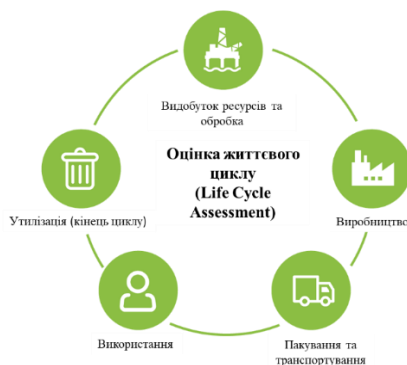 Видобуток ресурсів та
обробка
Оцінка життєвого
циклу
(Life Cycle
Assessment)
Утилізація (кінець циклу)
Виробництво
Використання
Пакування та
транспортування